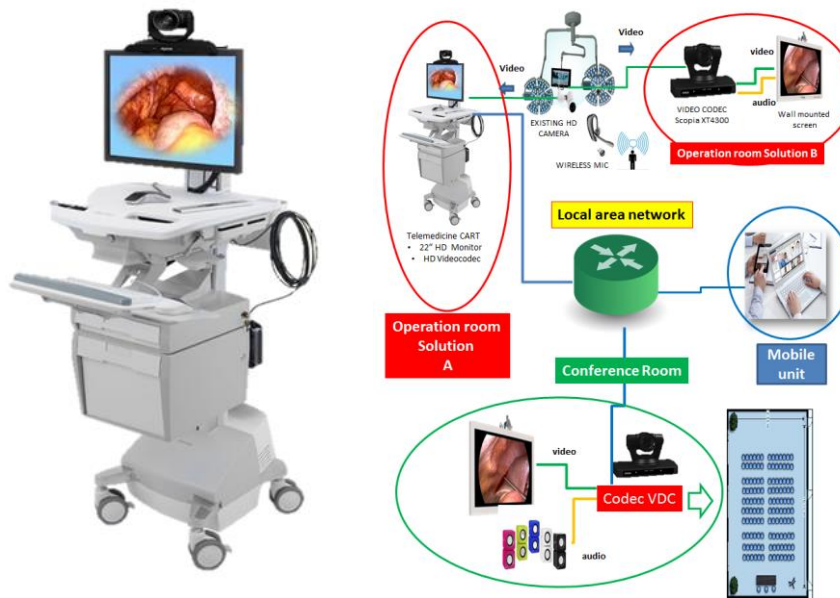 Video
Video
EXISTING HD
CAMERA
WIRELESS MIC
video
audio
VIDEO CODEC
Scopia XT4300
Wall mounted
screen
Operation room Solution B
Telemedicine CART
• 22" HD Monitor
• HD Videocodec
Operation room
Solution
A
Local area network
Mobile
unit
Conference Room
video
Codec VDC
audio